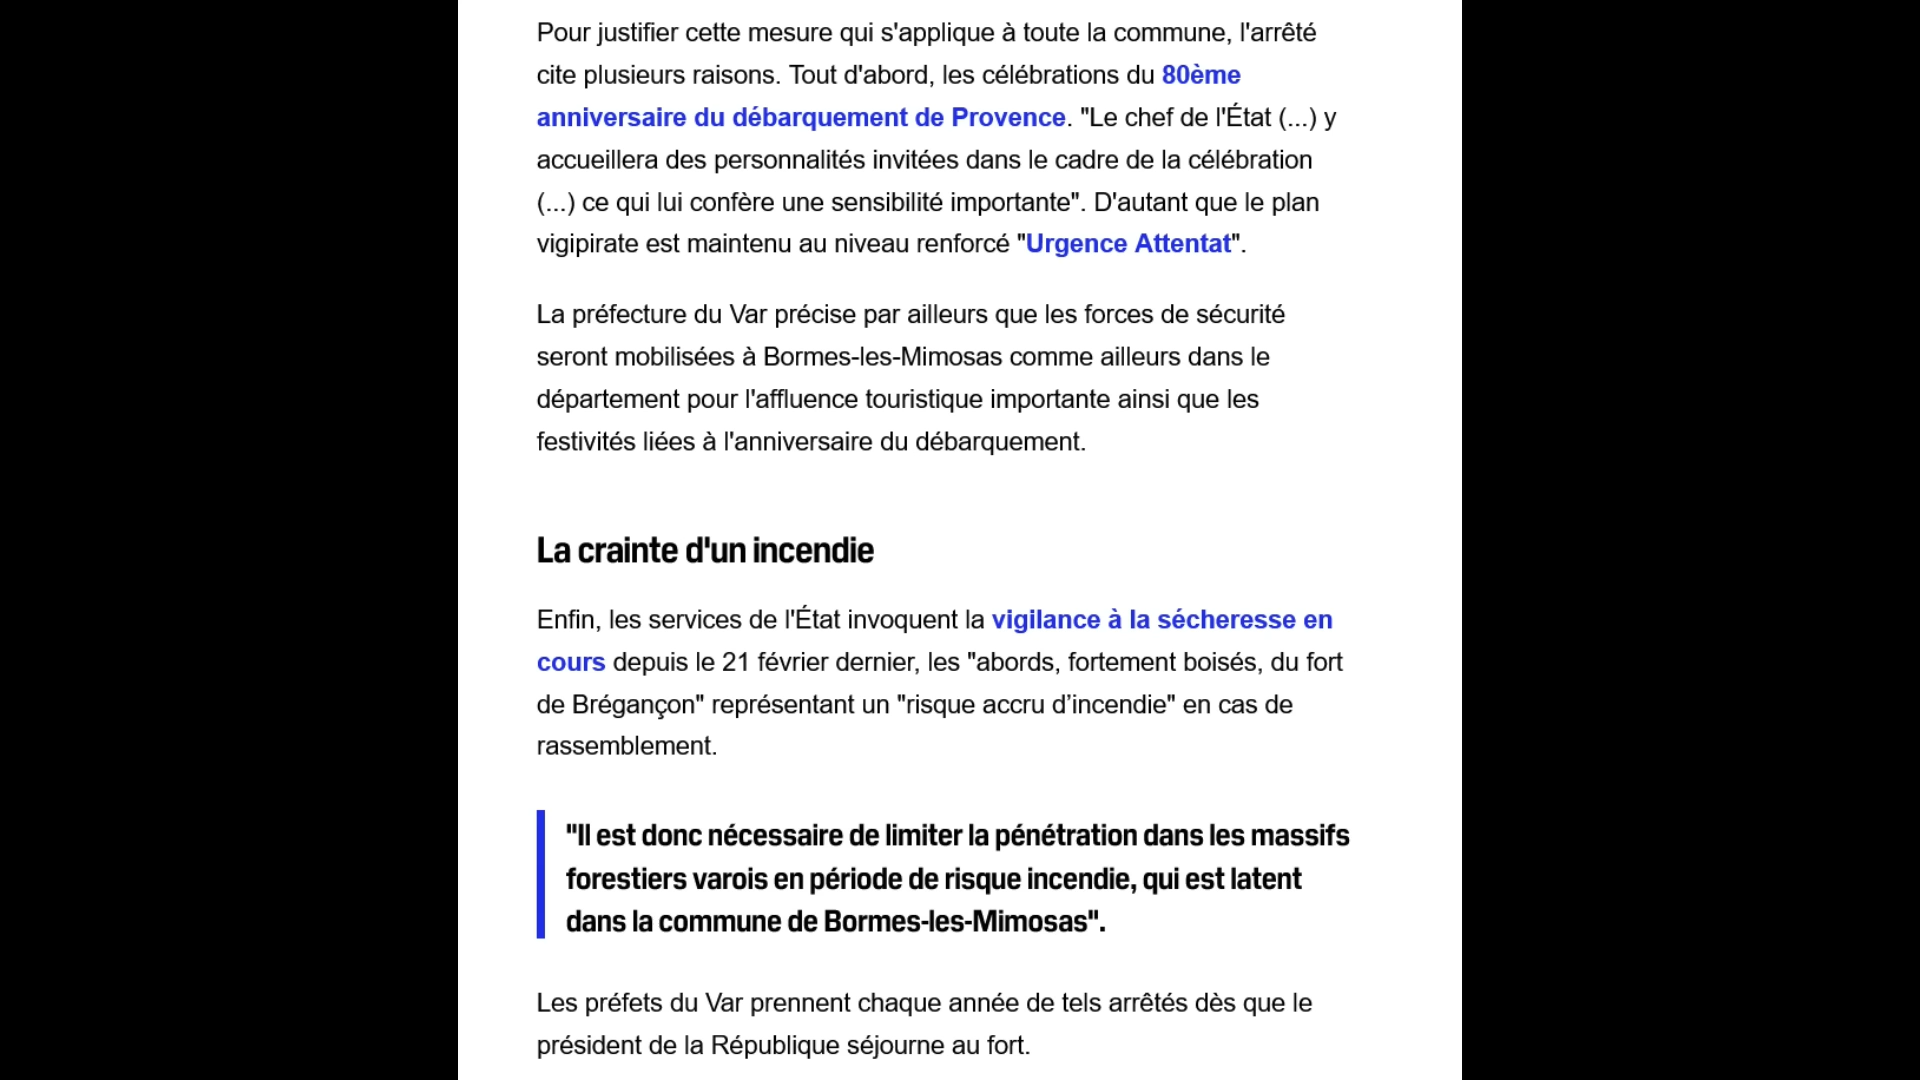 Pour justifier cette mesure qui s'applique à toute la commune, l'arrêté
cite plusieurs raisons. Tout d'abord, les célébrations du 80ème
anniversaire du débarquement de Provence. "Le chef de l'État (...) y
accueillera des personnalités invitées dans le cadre de la célébration
(...) ce qui lui confère une sensibilité importante". D'autant que le plan
vigipirate est maintenu au niveau renforcé "Urgence Attentat".
La préfecture du Var précise par ailleurs que les forces de sécurité
seront mobilisées à Bormes-les-Mimosas comme ailleurs dans le
département pour l'affluence touristique importante ainsi que les
festivités liées à l'anniversaire du débarquement.
La crainte d'un incendie
Enfin, les services de l'État invoquent la vigilance à la sécheresse en
cours depuis le 21 février dernier, les "abords, fortement boisés, du fort
de Brégançon" représentant un "risque accru d’incendie" en cas de
rassemblement.
"Il est donc nécessaire de limiter la pénétration dans les massifs
forestiers varois en période de risque incendie, qui est latent
dans la commune de Bormes-les-Mimosas".
Les préfets du Var prennent chaque année de tels arrêtés dès que le
président de la République séjourne au fort.